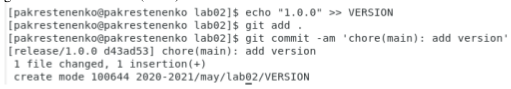 [pakrestenenko@pakrestenenko lab02]$ echo "1.0.0" >> VERSION
[pakrestenenko@pakrestenenko lab02]$ git add .
[pakrestenenko@pakrestenenko lab02]$ git commit -am 'chore(main): add version'
[release/1.0.0 d43ad53] chore(main): add version
 1 file changed, 1 insertion(+)
 create mode 100644 2020-2021/may/lab02/VERSION